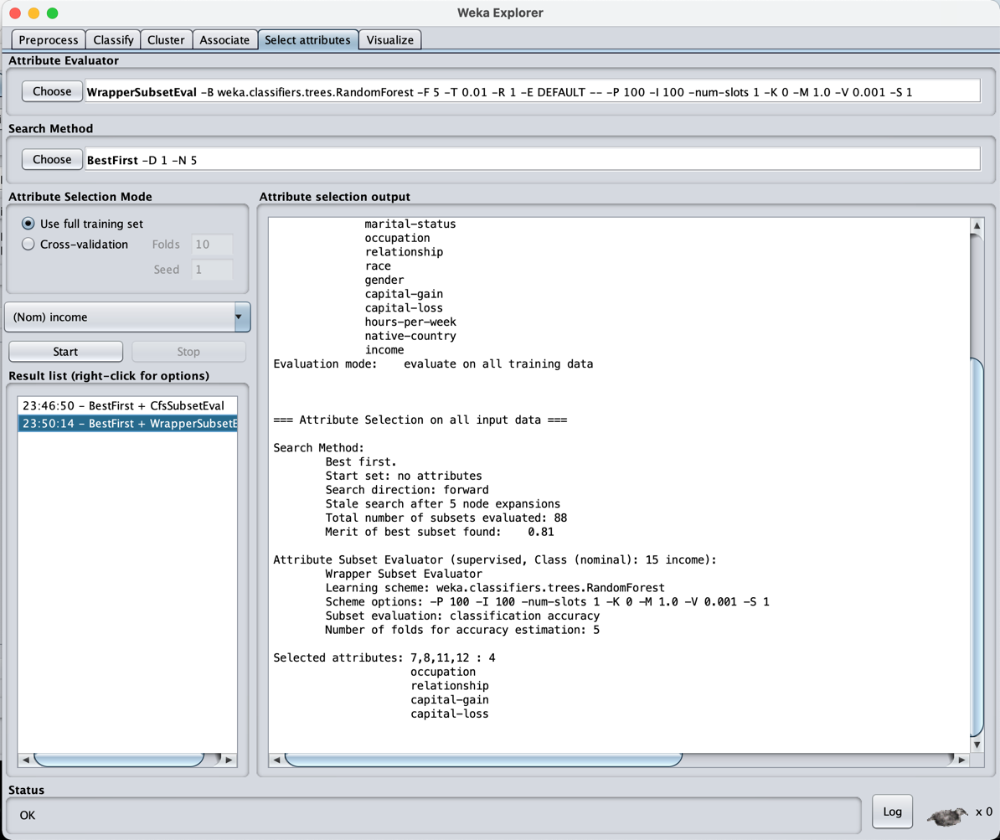 Weka Explorer
Preprocess Classify Cluster Associate Select attributes Visualize
Attribute Evaluator
Choose WrapperSubsetEval -B weka.classifiers.trees.RandomForest -F 5 -T 0.01 -R 1 -E DEFAULT -- -P 100 -I 100 -num-slots 1 -K 0 -M 1.0 -V 0.001 -S 1
Search Method
Choose BestFirst -D 1 -N 5
Attribute Selection Mode
Use full training set
Cross-validation Folds 10
Seed 1
(Nom) income
Start Stop
Result list (right-click for options)
23:46:50 - BestFirst + CfsSubsetEval
23:50:14 - BestFirst + WrapperSubsetE
Attribute selection output
marital-status
occupation
relationship
race
gender
capital-gain
capital-loss
hours-per-week
native-country
income
Evaluation mode: evaluate on all training data
=== Attribute Selection on all input data ===
Search Method:
Best first.
Start set: no attributes
Search direction: forward
Stale search after 5 node expansions
Total number of subsets evaluated: 88
Merit of best subset found: 0.81
Attribute Subset Evaluator (supervised, Class (nominal): 15 income):
Wrapper Subset Evaluator
Learning scheme: weka.classifiers.trees.RandomForest
Scheme options: -P 100 -I 100 -num-slots 1 -K 0 -M 1.0 -V 0.001 -S 1
Subset evaluation: classification accuracy
Number of folds for accuracy estimation: 5
Selected attributes: 7,8,11,12 : 4
occupation
relationship
capital-gain
capital-loss
Status
OK
Log
x 0